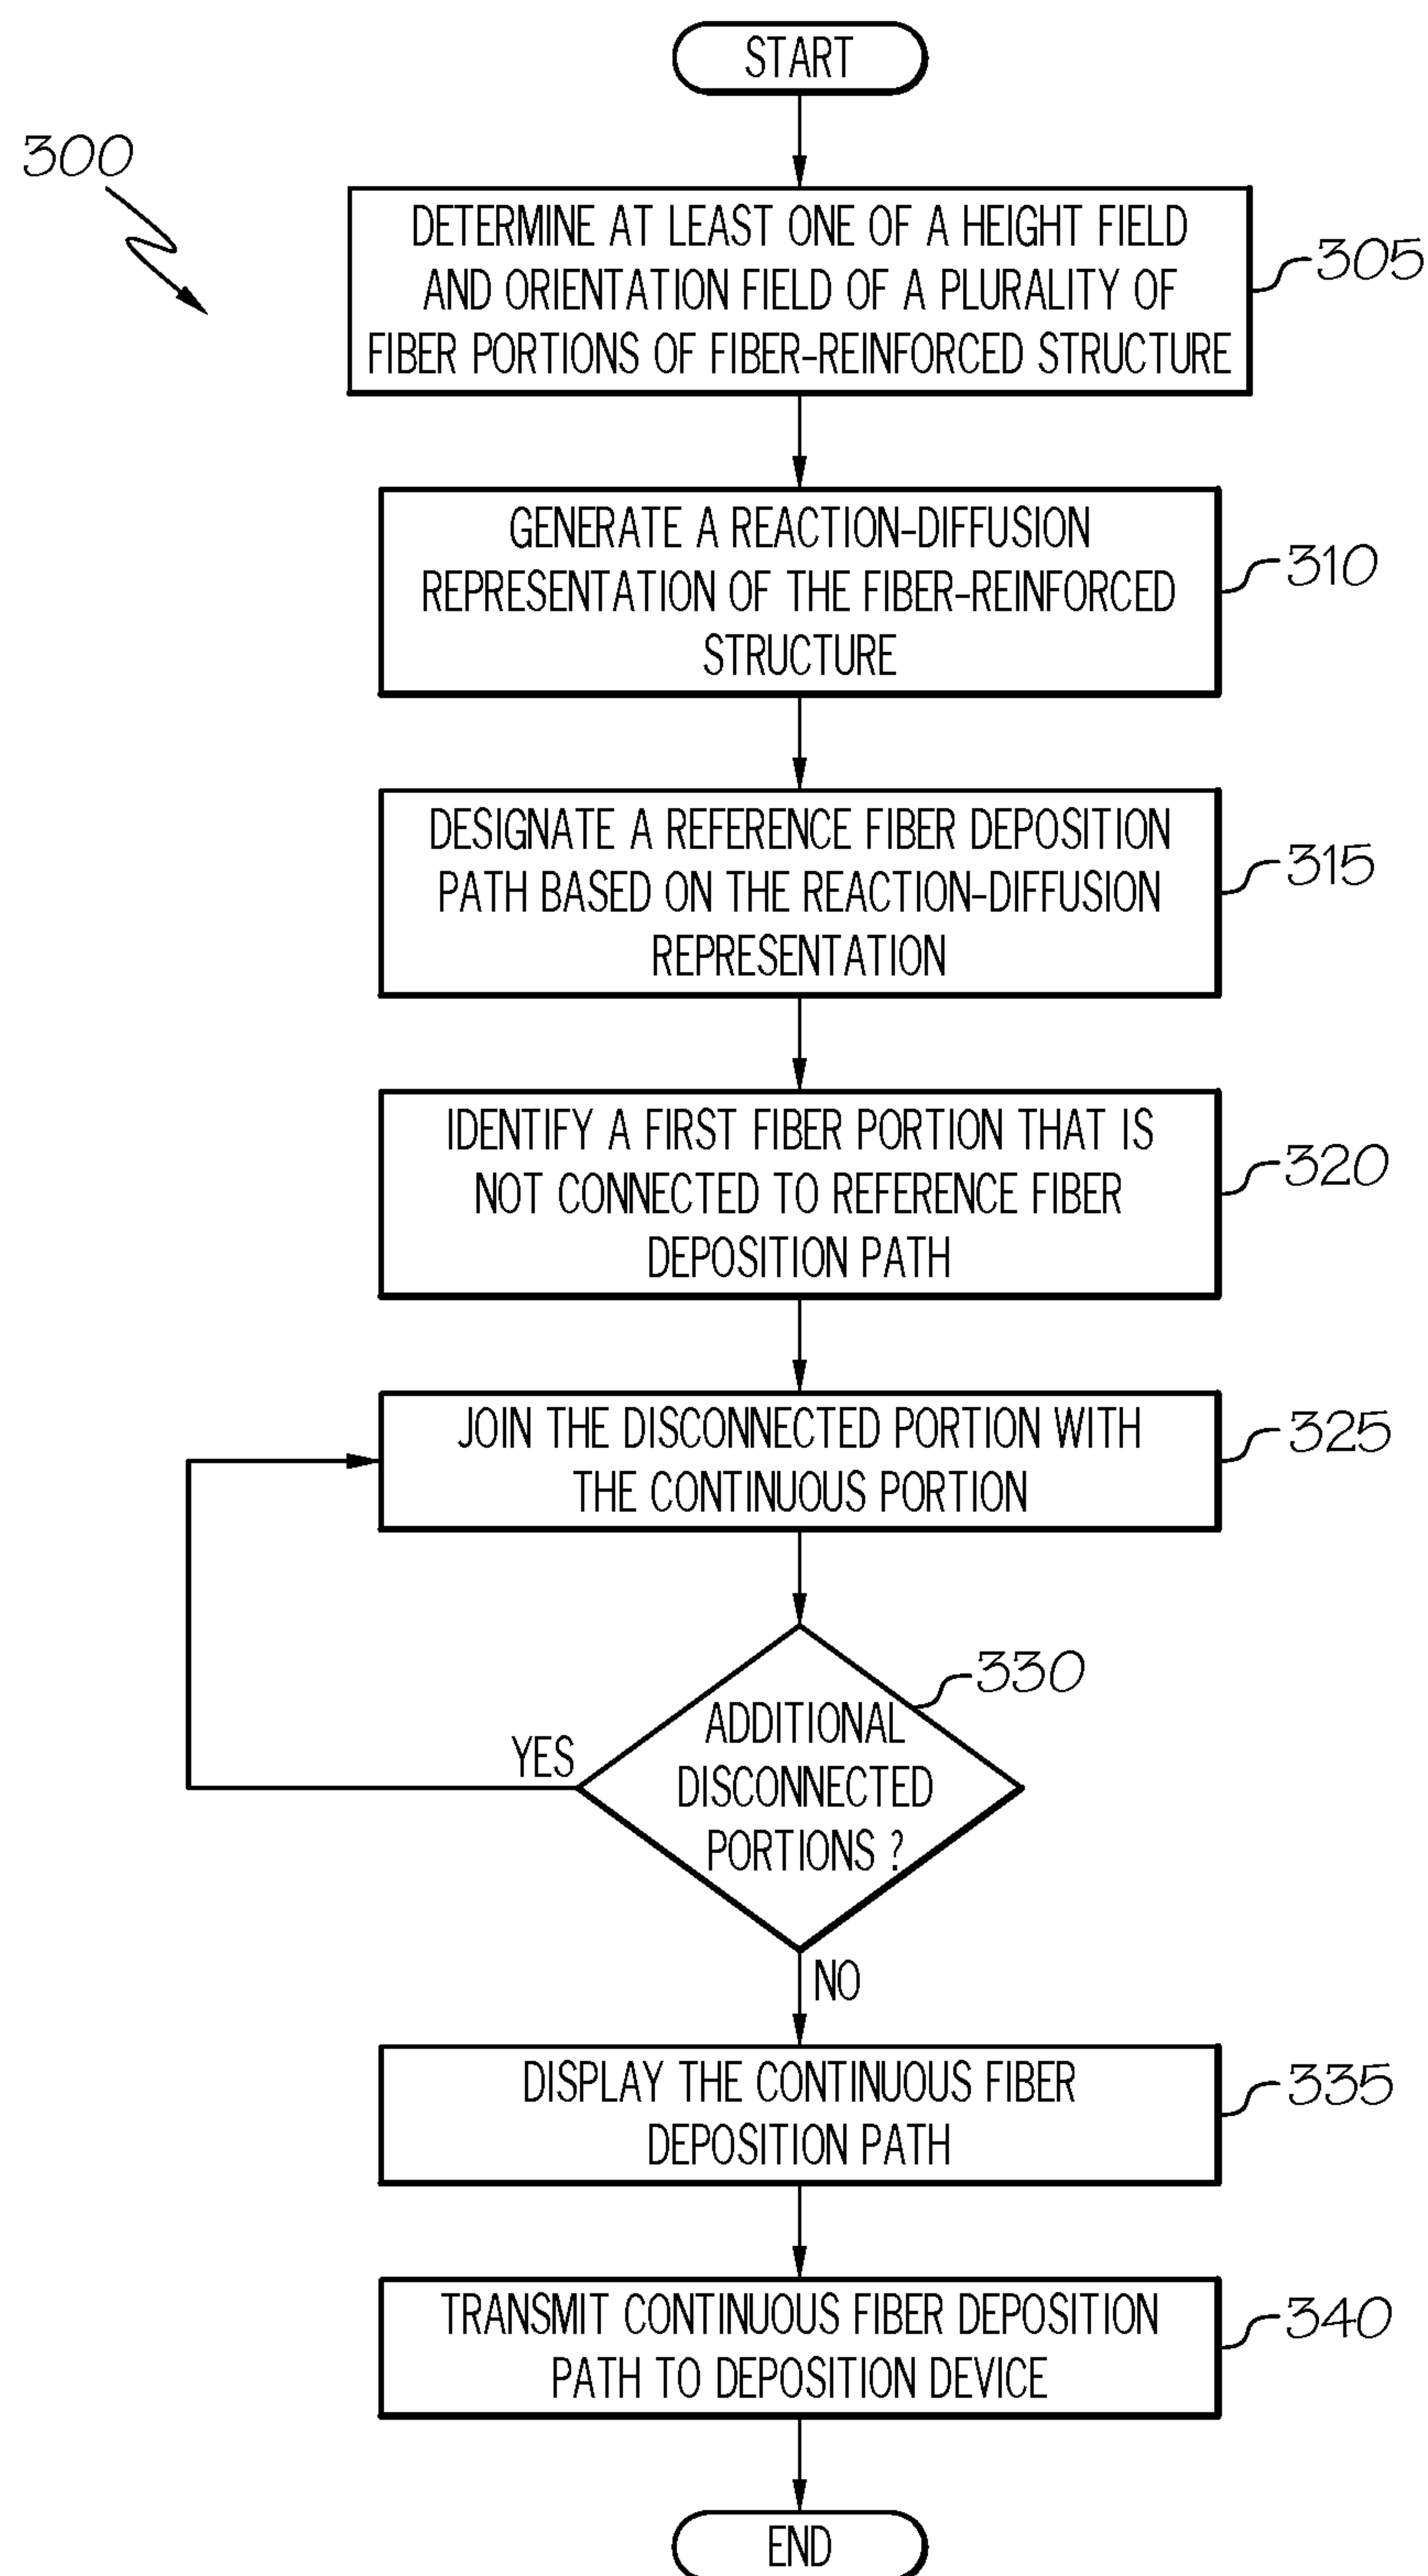 START
300
DETERMINE AT LEAST ONE OF A HEIGHT FIELD
AND ORIENTATION FIELD OF A PLURALITY OF
FIBER PORTIONS OF FIBER-REINFORCED STRUCTURE
305
GENERATE A REACTION-DIFFUSION
REPRESENTATION OF THE FIBER-REINFORCED
STRUCTURE
310
DESIGNATE A REFERENCE FIBER DEPOSITION
PATH BASED ON THE REACTION-DIFFUSION
REPRESENTATION
315
IDENTIFY A FIRST FIBER PORTION THAT IS
NOT CONNECTED TO REFERENCE FIBER
DEPOSITION PATH
320
JOIN THE DISCONNECTED PORTION WITH
THE CONTINUOUS PORTION
325
ADDITIONAL
DISCONNECTED
PORTIONS ?
330
YES
NO
DISPLAY THE CONTINUOUS FIBER
DEPOSITION PATH
335
TRANSMIT CONTINUOUS FIBER DEPOSITION
PATH TO DEPOSITION DEVICE
340
END